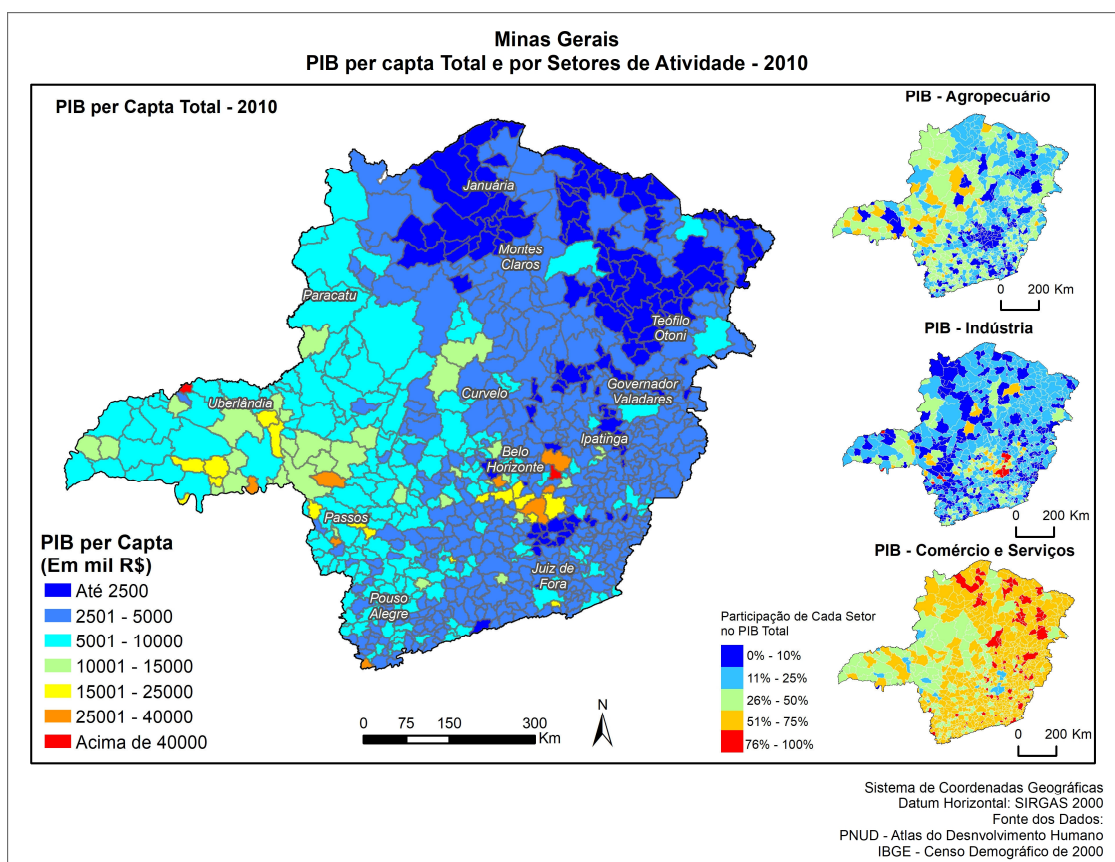 Minas Gerais
PIB per capta Total e por Setores de Atividade - 2010
PIB per Capta Total - 2010
Januária
Montes
Claros
Paracatu
Teófilo
Otoni
Uberlândia
Curvelo
Governador
Valadares
Ipatinga
Belo
Horizonte
Passos
Juiz de
Fora
Pouso
Alegre
PIB per Capta
(Em mil R$)
Até 2500
2501 - 5000
5001 - 10000
10001 - 15000
15001 - 25000
25001 - 40000
Acima de 40000
0 75 150 300
Km
N
PIB - Agropecuário
0 200 Km
PIB - Indústria
0 200 Km
PIB - Comércio e Serviços
0 200 Km
Participação de Cada Setor
no PIB Total
0% - 10%
11% - 25%
26% - 50%
51% - 75%
76% - 100%
Sistema de Coordenadas Geográficas
Datum Horizontal: SIRGAS 2000
Fonte dos Dados:
PNUD - Atlas do Desnvolvimento Humano
IBGE - Censo Demográfico de 2000